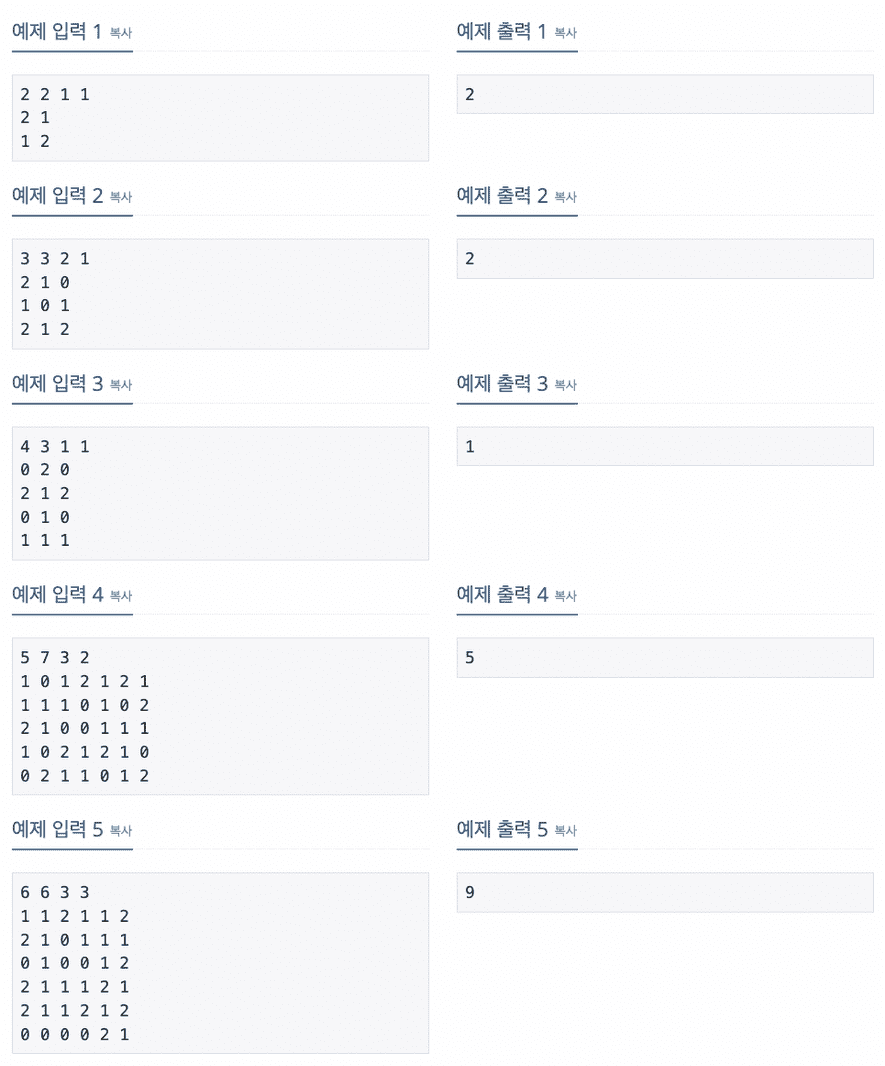 예제 입력 1 복사
예제 출력 1 복사
2 2 1 1
2 1
1 2
2
예제 입력 2 복사
예제 출력 2 복사
3 3 2 1
2 1 0
1 0 1
2 1 2
2
예제 입력 3 복사
예제 출력 3 복사
4 3 1 1
0 2 0
2 1 2
0 1 0
1 1 1
1
예제 입력 4 복사
예제 출력 4 복사
5 7 3 2
1 0 1 2 1 2 1
1 1 1 0 1 0 2
2 1 0 0 1 1 1
1 0 2 1 2 1 0
0 2 1 1 0 1 2
5
예제 입력 5 복사
예제 출력 5 복사
6 6 3 3
1 1 2 1 1 2
2 1 0 1 1 1
0 1 0 0 1 2
2 1 1 1 2 1
2 1 1 2 1 2
0 0 0 0 2 1
9